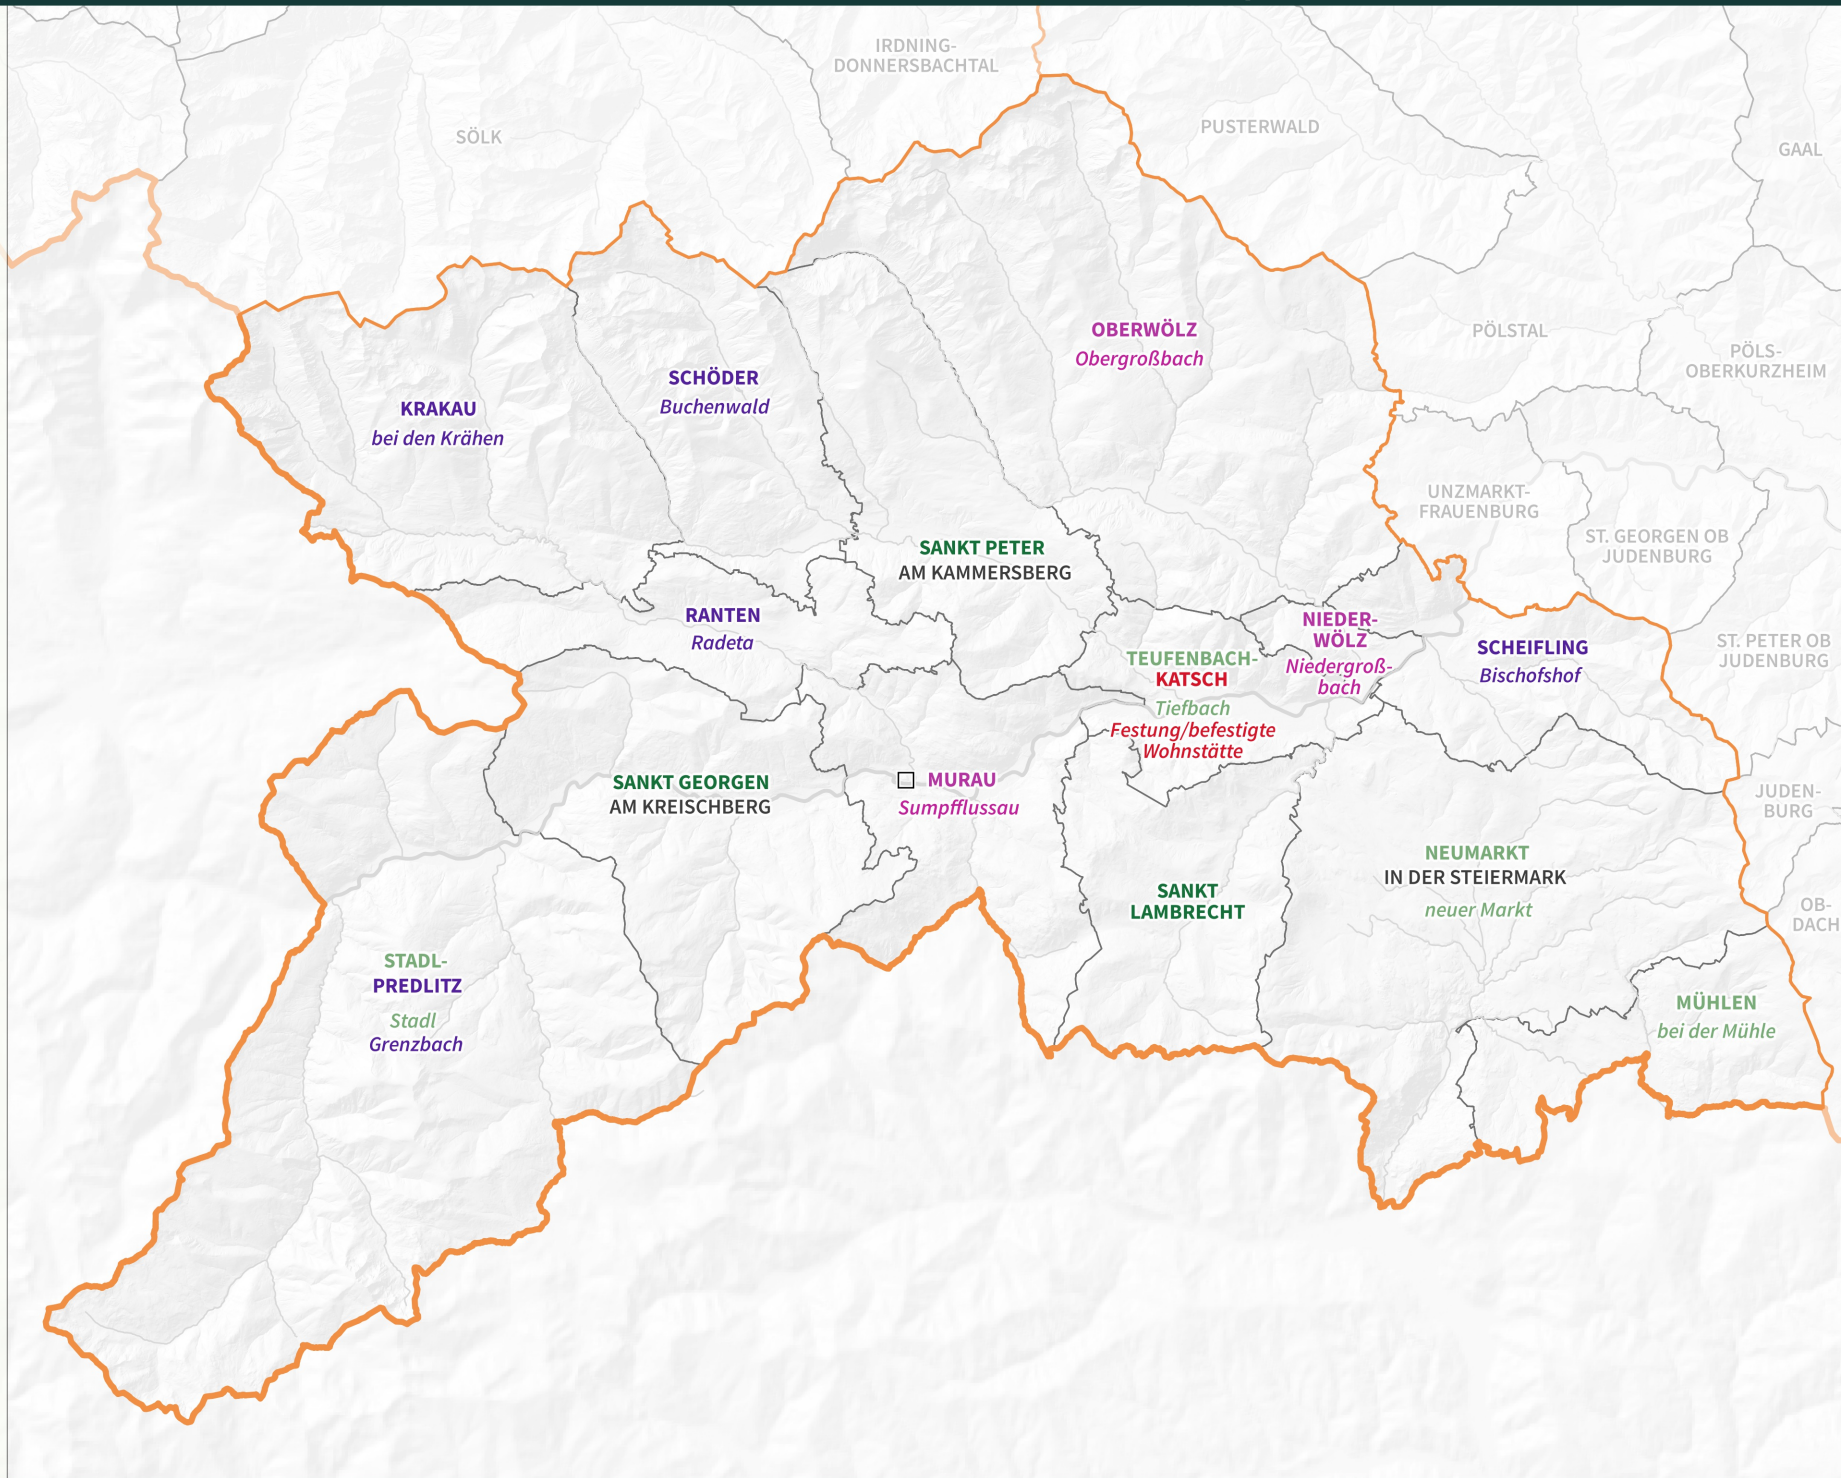 IRDNING-
DONNERSBACHTAL
SÖLK
PUSTERWALD
GAAL
PÖLSTAL
PÖLS-
OBERKURZHEIM
OBERWÖLZ
Obergroßbach
SCHÖDER
Buchenwald
KRAKAU
bei den Krähen
UNZMARKT-
FRAUENBURG
ST. GEORGEN OB
JUDENBURG
SANKT PETER
AM KAMMERSBERG
RANTEN
Radeta
NIEDER-
WÖLZ
Niedergroß-
bach
SCHEIFLING
Bischofshof
ST. PETER OB
JUDENBURG
TEUFENBACH-
KATSCH
Tiefbach
Festung/befestigte
Wohnstätte
SANKT GEORGEN
AM KREISCHBERG
MURAU
Sumpfflussau
JUDEN-
BURG
NEUMARKT
IN DER STEIERMARK
neuer Markt
SANKT
LAMBRECHT
OB-
DACH
STADL-
PREDLITZ
Stadl
Grenzbach
MÜHLEN
bei der Mühle